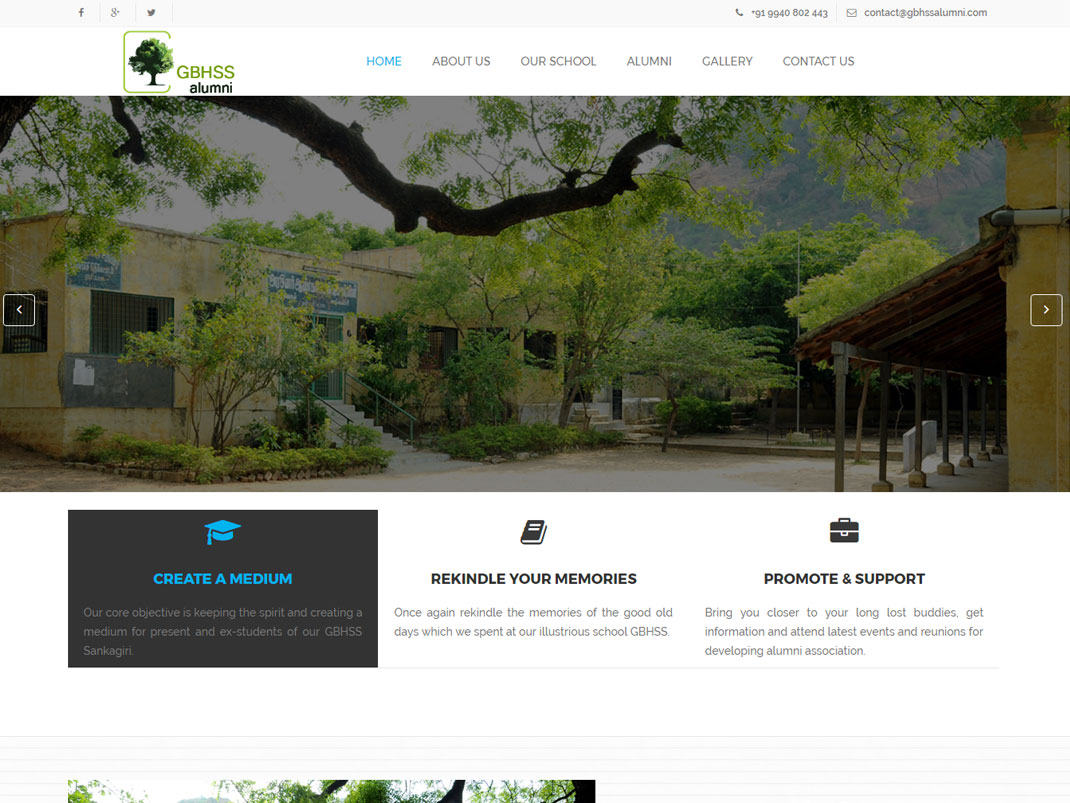 +91 9940 802 443
contact@gbhssalumni.com
GBHSS
alumni
HOME ABOUT US OUR SCHOOL ALUMNI GALLERY CONTACT US
CREATE A MEDIUM
Our core objective is keeping the spirit and creating a
medium for present and ex-students of our GBHSS
Sankagiri.
REKINDLE YOUR MEMORIES
Once again rekindle the memories of the good old
days which we spent at our illustrious school GBHSS.
PROMOTE & SUPPORT
Bring you closer to your long lost buddies, get
information and attend latest events and reunions for
developing alumni association.